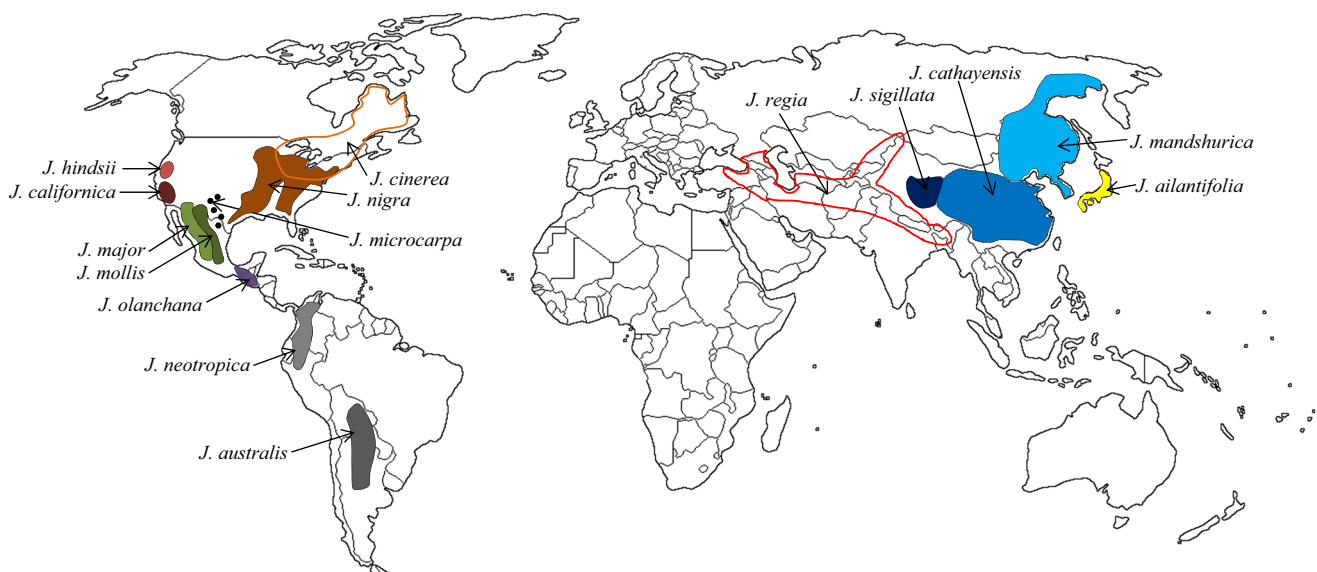 J. cathayensis
J. regia
J. sigillata
J. mandshurica
J. hindsii
J. cinerea
J. californica
J. ailantifolia
J. nigra
J. microcarpa
J. major
J. mollis
J. olanchana
J. neotropica
J. australis